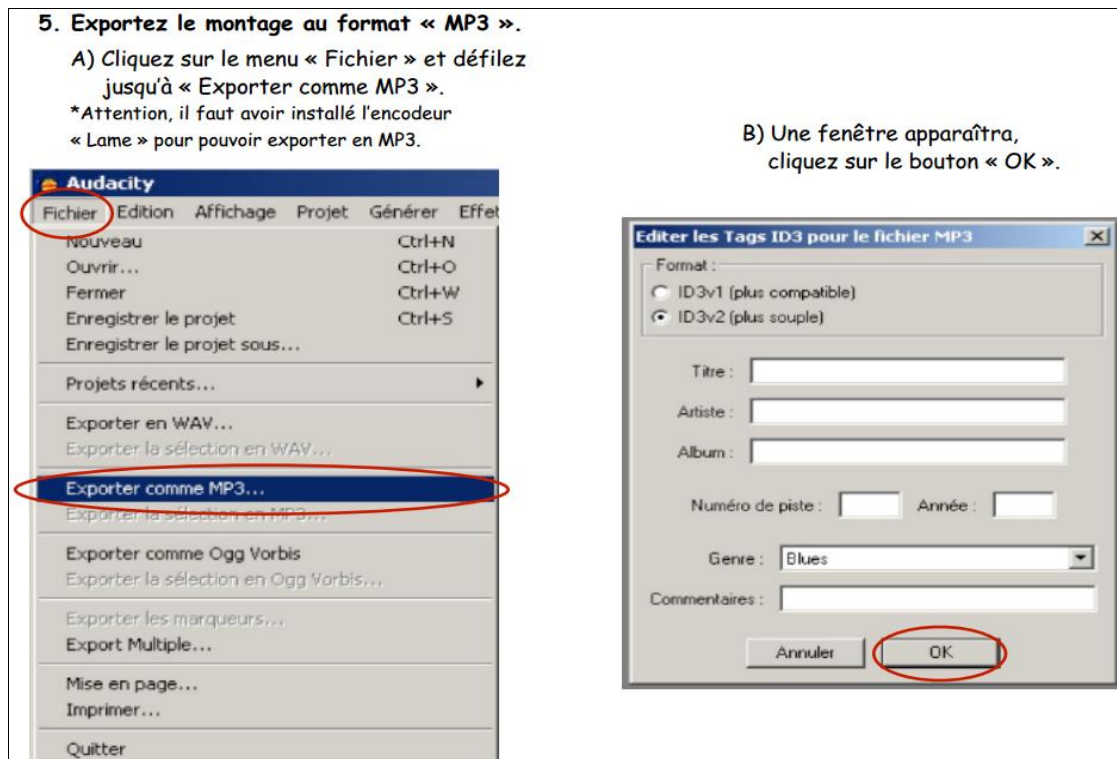 5. Exportez le montage au format « MP3 ».
A) Cliquez sur le menu « Fichier » et défilez
jusqu'à « Exporter comme MP3 ».
*Attention, il faut avoir installé l'encodeur
« Lame » pour pouvoir exporter en MP3.
Audacity
Fichier Edition Affichage Projet Générer Effet
Nouveau Ctrl+N
Ouvrir... Ctrl+O
Fermer Ctrl+W
Enregistrer le projet Ctrl+S
Enregistrer le projet sous...
Projets récents...
Exporter en WAV...
Exporter la sélection en WAV...
Exporter comme MP3...
Exporter la sélection en MP3...
Exporter comme Ogg Vorbis
Exporter la sélection en Ogg Vorbis...
Exporter les marqueurs...
Export Multiple...
Mise en page...
Imprimer...
Quitter
B) Une fenêtre apparaîtra,
cliquez sur le bouton « OK ».
Editer les Tags ID3 pour le fichier MP3
Format :
ID3v1 (plus compatible)
ID3v2 (plus souple)
Titre :
Artiste :
Album :
Numéro de piste : Année :
Genre : Blues
Commentaires :
Annuler OK